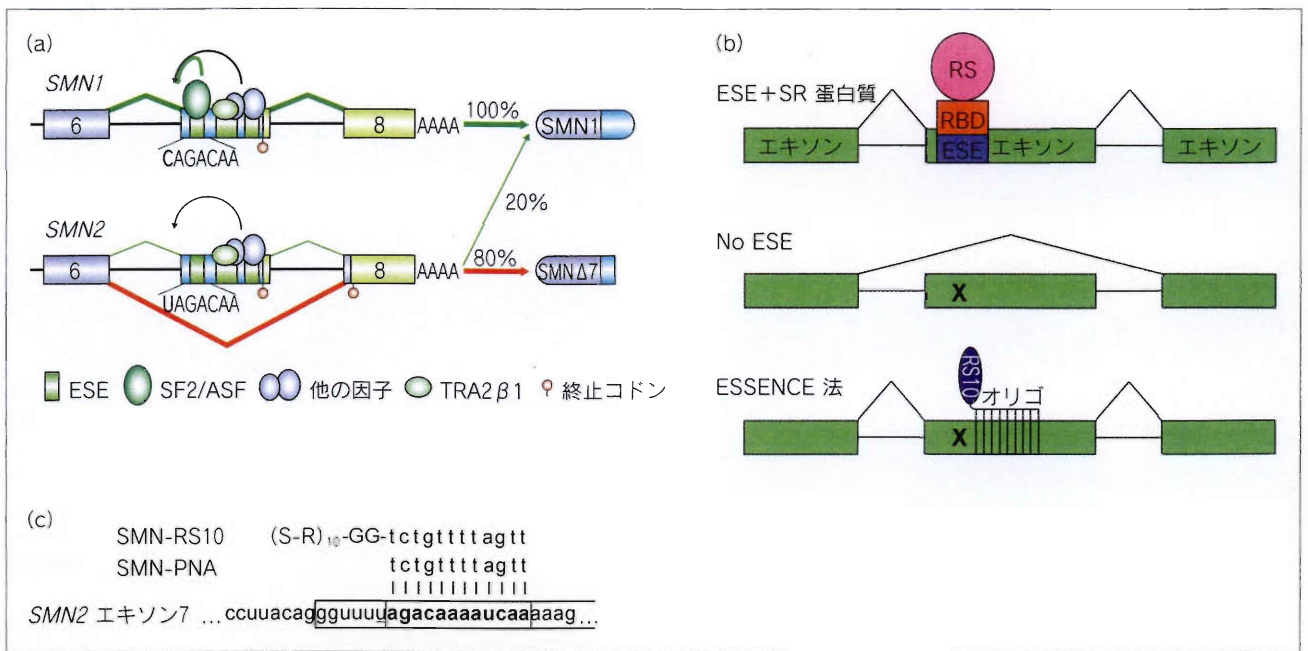 (a)
SMN1
6
CAGACAA
8
AAAA
100%
SMN1
20%
SMN2
6
UAGACAA
8
AAAA
80%
SMNΔ7
ESE
SF2/ASF
他の因子
TRA2β1
終止コドン
(b)
ESE+SR 蛋白質
RS
RBD
ESE
エキソン
エキソン
エキソン
No ESE
X
ESSENCE 法
RS10
オリゴ
X
(c)
SMN-RS10 (S-R)10-GG-tctgttttagtt
SMN-PNA tctgttttagtt
SMN2 エキソン7 ...ccuuacaggguuuuagacaaaaucaaaaag...